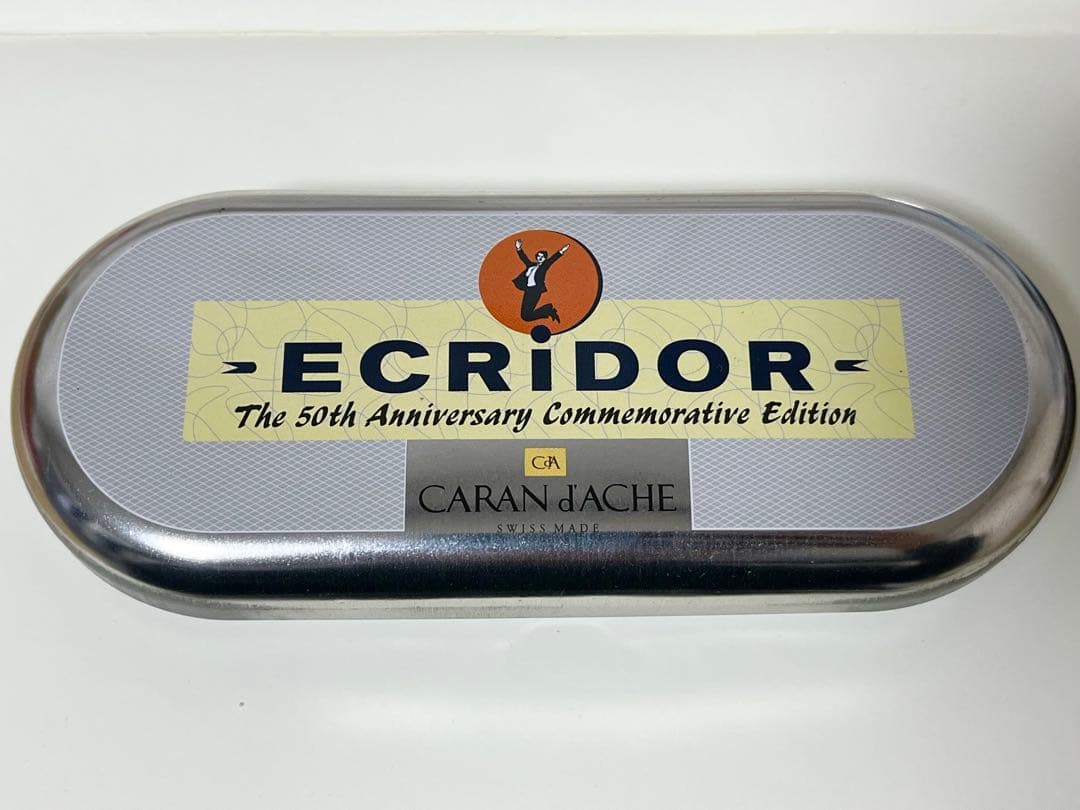 ECRiDOR
The 50th Anniversary Commemorative Edition
CdA
CARAN d'ACHE
SWISS MADE